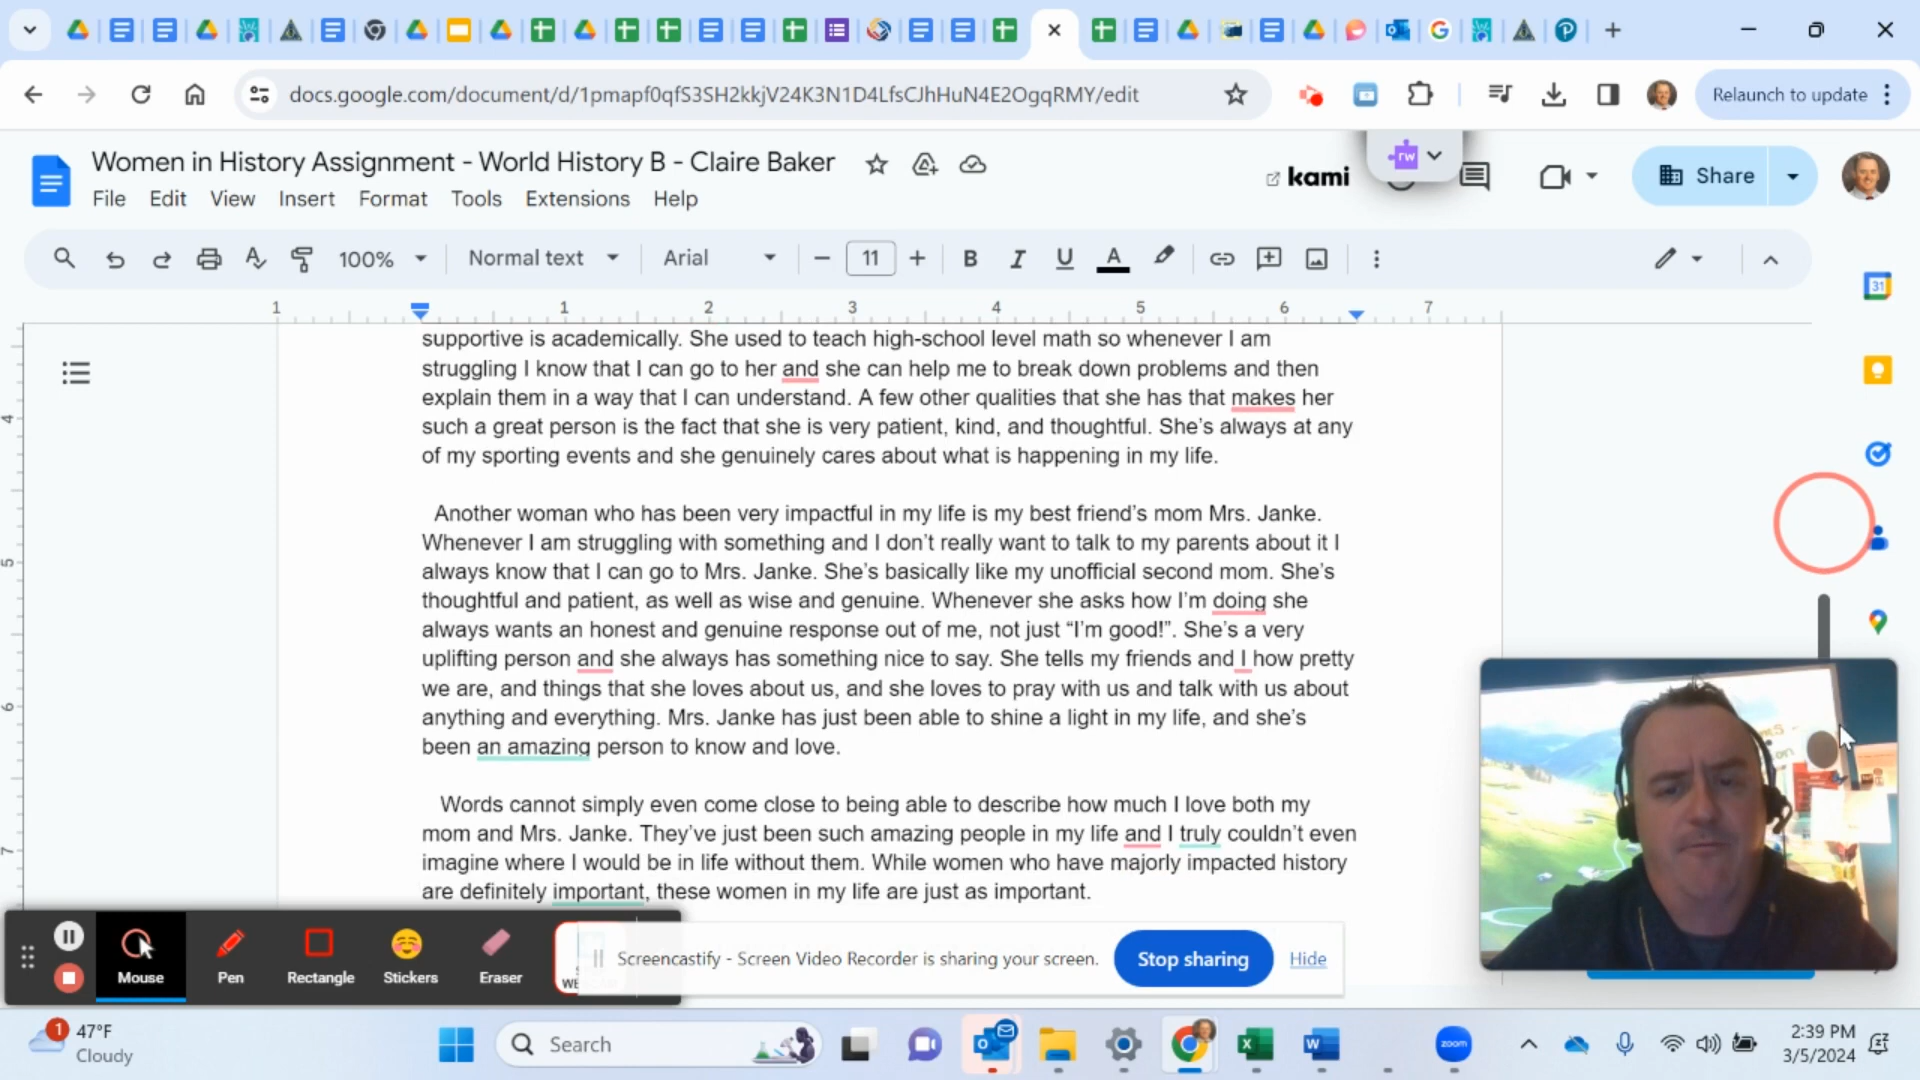 docs.google.com/document/d/1pmapf0qfS3SH2kkjV24K3N1D4LfsCJhHuN4E2OgqRMY/edit
Relaunch to update
Women in History Assignment - World History B - Claire Baker
kami
rw
Share
File Edit View Insert Format Tools Extensions Help
100% Normal text Arial 11 B I U A
31
1 1 2 3 4 5 6 7
supportive is academically. She used to teach high-school level math so whenever I am
struggling I know that I can go to her and she can help me to break down problems and then
explain them in a way that I can understand. A few other qualities that she has that makes her
4
such a great person is the fact that she is very patient, kind, and thoughtful. She’s always at any
of my sporting events and she genuinely cares about what is happening in my life.
Another woman who has been very impactful in my life is my best friend’s mom Mrs. Janke.
Whenever I am struggling with something and I don’t really want to talk to my parents about it I
5
always know that I can go to Mrs. Janke. She’s basically like my unofficial second mom. She’s
thoughtful and patient, as well as wise and genuine. Whenever she asks how I’m doing she
always wants an honest and genuine response out of me, not just “I’m good!”. She’s a very
uplifting person and she always has something nice to say. She tells my friends and I how pretty
we are, and things that she loves about us, and she loves to pray with us and talk with us about
6
anything and everything. Mrs. Janke has just been able to shine a light in my life, and she’s
been an amazing person to know and love.
Words cannot simply even come close to being able to describe how much I love both my
mom and Mrs. Janke. They’ve just been such amazing people in my life and I truly couldn’t even
7
imagine where I would be in life without them. While women who have majorly impacted history
are definitely important, these women in my life are just as important.
Mouse Pen Rectangle Stickers Eraser
Screencastify - Screen Video Recorder is sharing your screen. Stop sharing Hide
1
47°F
Cloudy
Search
zoom
2:39 PM
3/5/2024